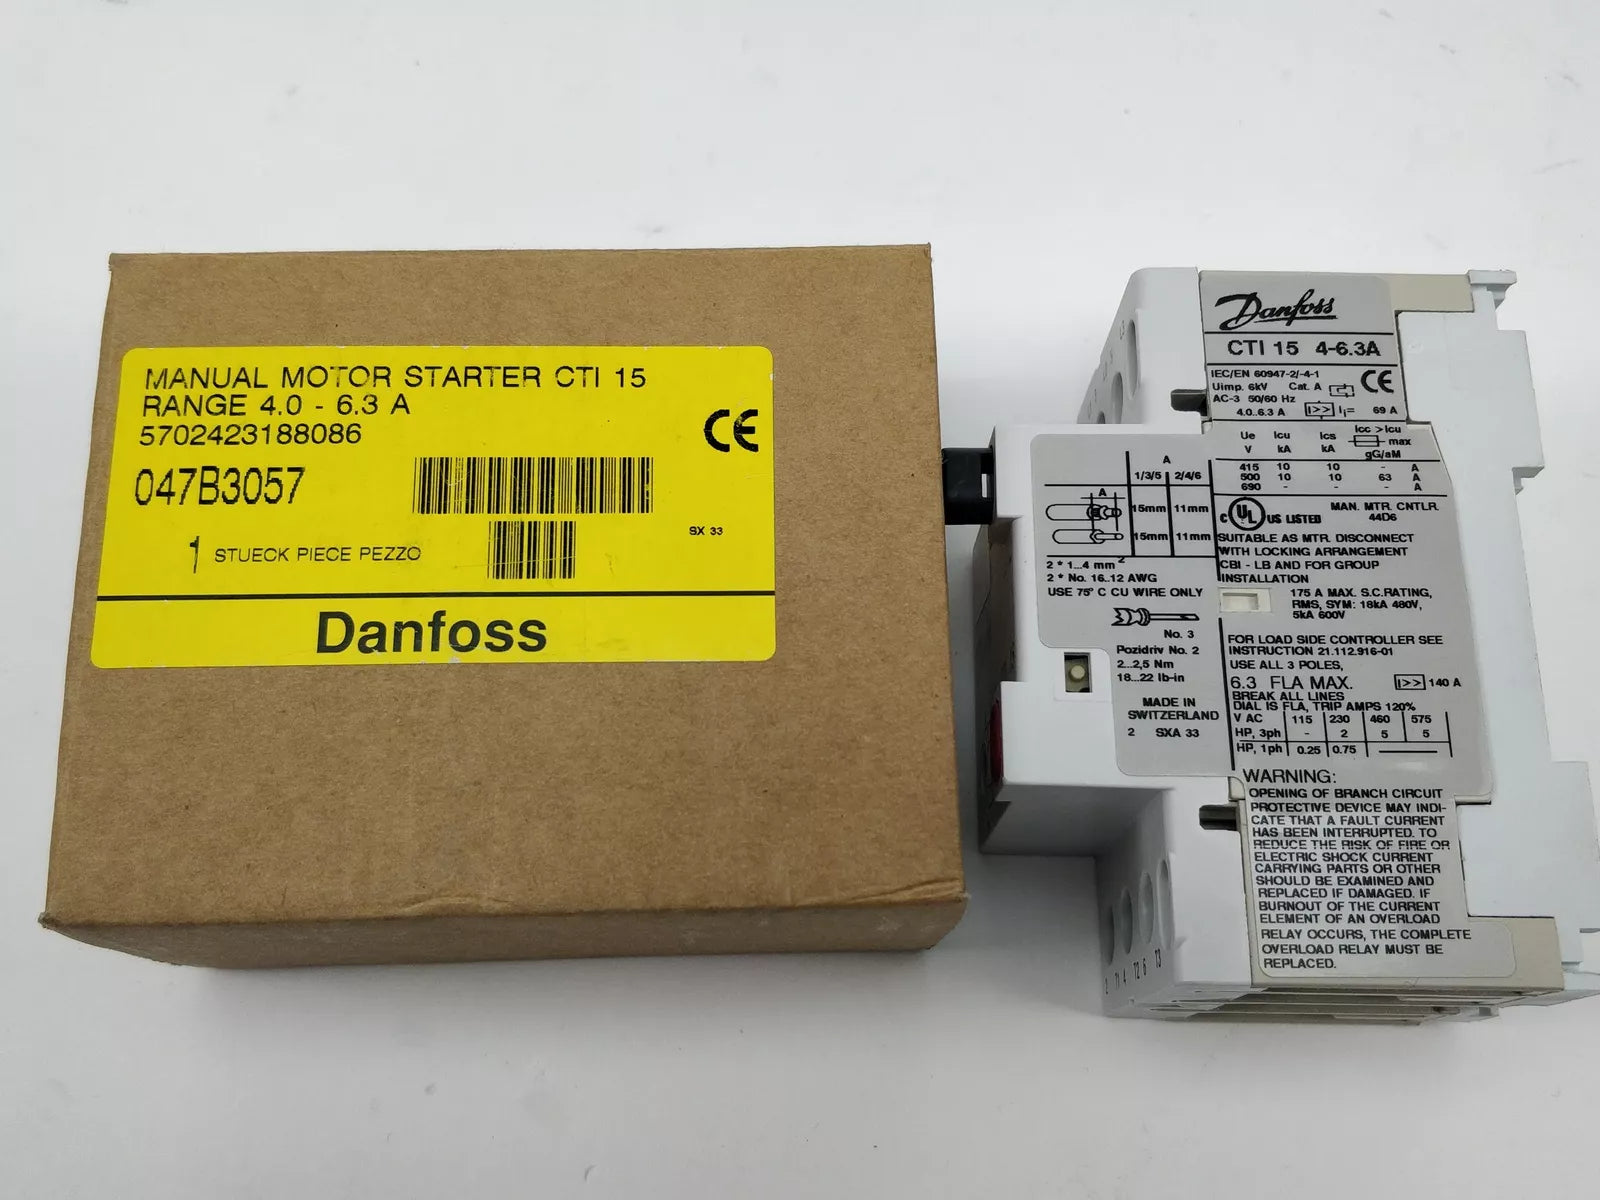 MANUAL MOTOR STARTER CTI 15
RANGE 4.0 - 6.3 A
5702423188086
CE
047B3057
SX 33
1 STUECK PIECE PEZZO
Danfoss
Danfoss
CTI 15 4-6.3A
IEC/EN 60947-2/-4-1
Uimp. 6kV Cat. A
CE
AC-3 50/60 Hz
4.0..6.3 A I>> Ii= 69 A
Ue Icu Ics Icc >Icu
V kA kA max
gG/aM
415 10 10 - A
500 10 10 63 A
690 - - - A
A
1/3/5 2/4/6
A
15mm 11mm
15mm 11mm
2 * 1...4 mm²
2 * No. 16..12 AWG
USE 75° C CU WIRE ONLY
No. 3
Pozidriv No. 2
2...2,5 Nm
18...22 lb-in
MADE IN
SWITZERLAND
2 SXA 33
C UL US LISTED
MAN. MTR. CNTLR.
44D6
SUITABLE AS MTR. DISCONNECT
WITH LOCKING ARRANGEMENT
CBI - LB AND FOR GROUP
INSTALLATION
175 A MAX. S.C.RATING,
RMS, SYM: 18kA 480V,
5kA 600V
FOR LOAD SIDE CONTROLLER SEE
INSTRUCTION 21.112.916-01
USE ALL 3 POLES,
6.3 FLA MAX. I>> 140 A
BREAK ALL LINES
DIAL IS FLA, TRIP AMPS 120%
V AC 115 230 460 575
HP, 3ph - 2 5 5
HP, 1ph 0.25 0.75
WARNING:
OPENING OF BRANCH CIRCUIT
PROTECTIVE DEVICE MAY INDI-
CATE THAT A FAULT CURRENT
HAS BEEN INTERRUPTED. TO
REDUCE THE RISK OF FIRE OR
ELECTRIC SHOCK CURRENT
CARRYING PARTS OR OTHER
SHOULD BE EXAMINED AND
REPLACED IF DAMAGED. IF
BURNOUT OF THE CURRENT
ELEMENT OF AN OVERLOAD
RELAY OCCURS, THE COMPLETE
OVERLOAD RELAY MUST BE
REPLACED.
2 T1 4 T2 6 T3